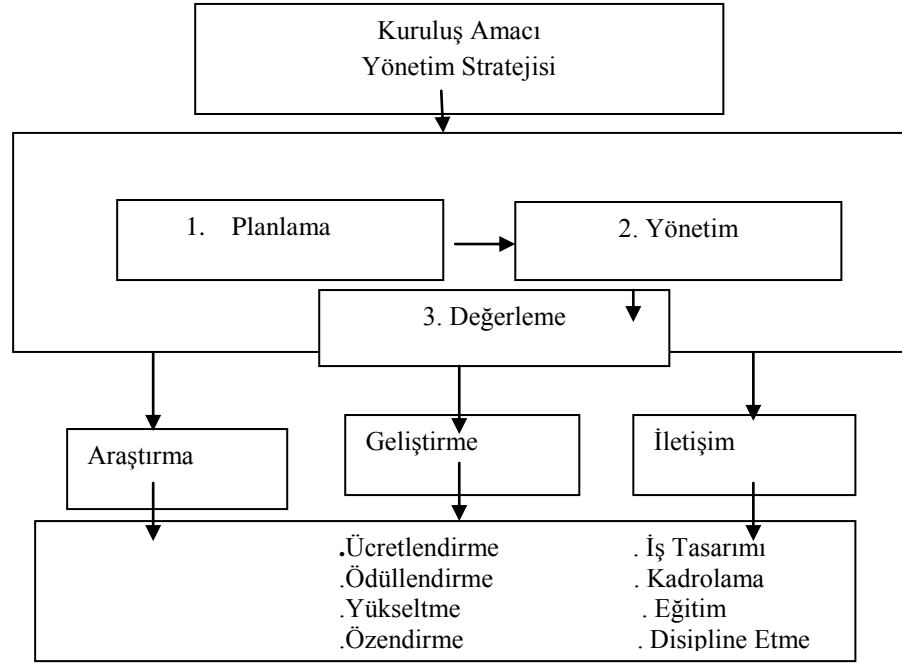 Kuruluş Amacı
Yönetim Stratejisi
1. Planlama
2. Yönetim
3. Değerleme
Araştırma
Geliştirme
İletişim
.Ücretlendirme
.Ödüllendirme
.Yükseltme
.Özendirme
. İş Tasarımı
. Kadrolama
. Eğitim
. Disipline Etme